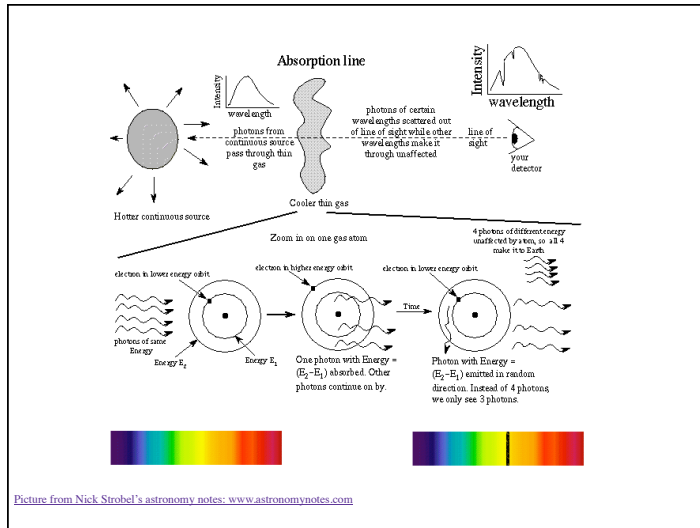 Absorption line
Intensity
wavelength
Intensity
wavelength
photons from
continuous source
pass through thin
gas
photons of certain
wavelengths scattered out
of line of sight while other
wavelengths make it
through unaffected
line of
sight
your
detector
Hotter continuous source
Cooler thin gas
Zoom in on one gas atom
4 photons of different energy
unaffected by atom, so all 4
make it to Earth
electron in lower energy orbit
electron in higher energy orbit
electron in lower energy orbit
Time
photons of same
Energy
Energy E₂
Energy E₁
One photon with Energy =
(E₂−E₁) absorbed. Other
photons continue on by.
Photon with Energy =
(E₂−E₁) emitted in random
direction. Instead of 4 photons,
we only see 3 photons.
Picture from Nick Strobel’s astronomy notes: www.astronomynotes.com